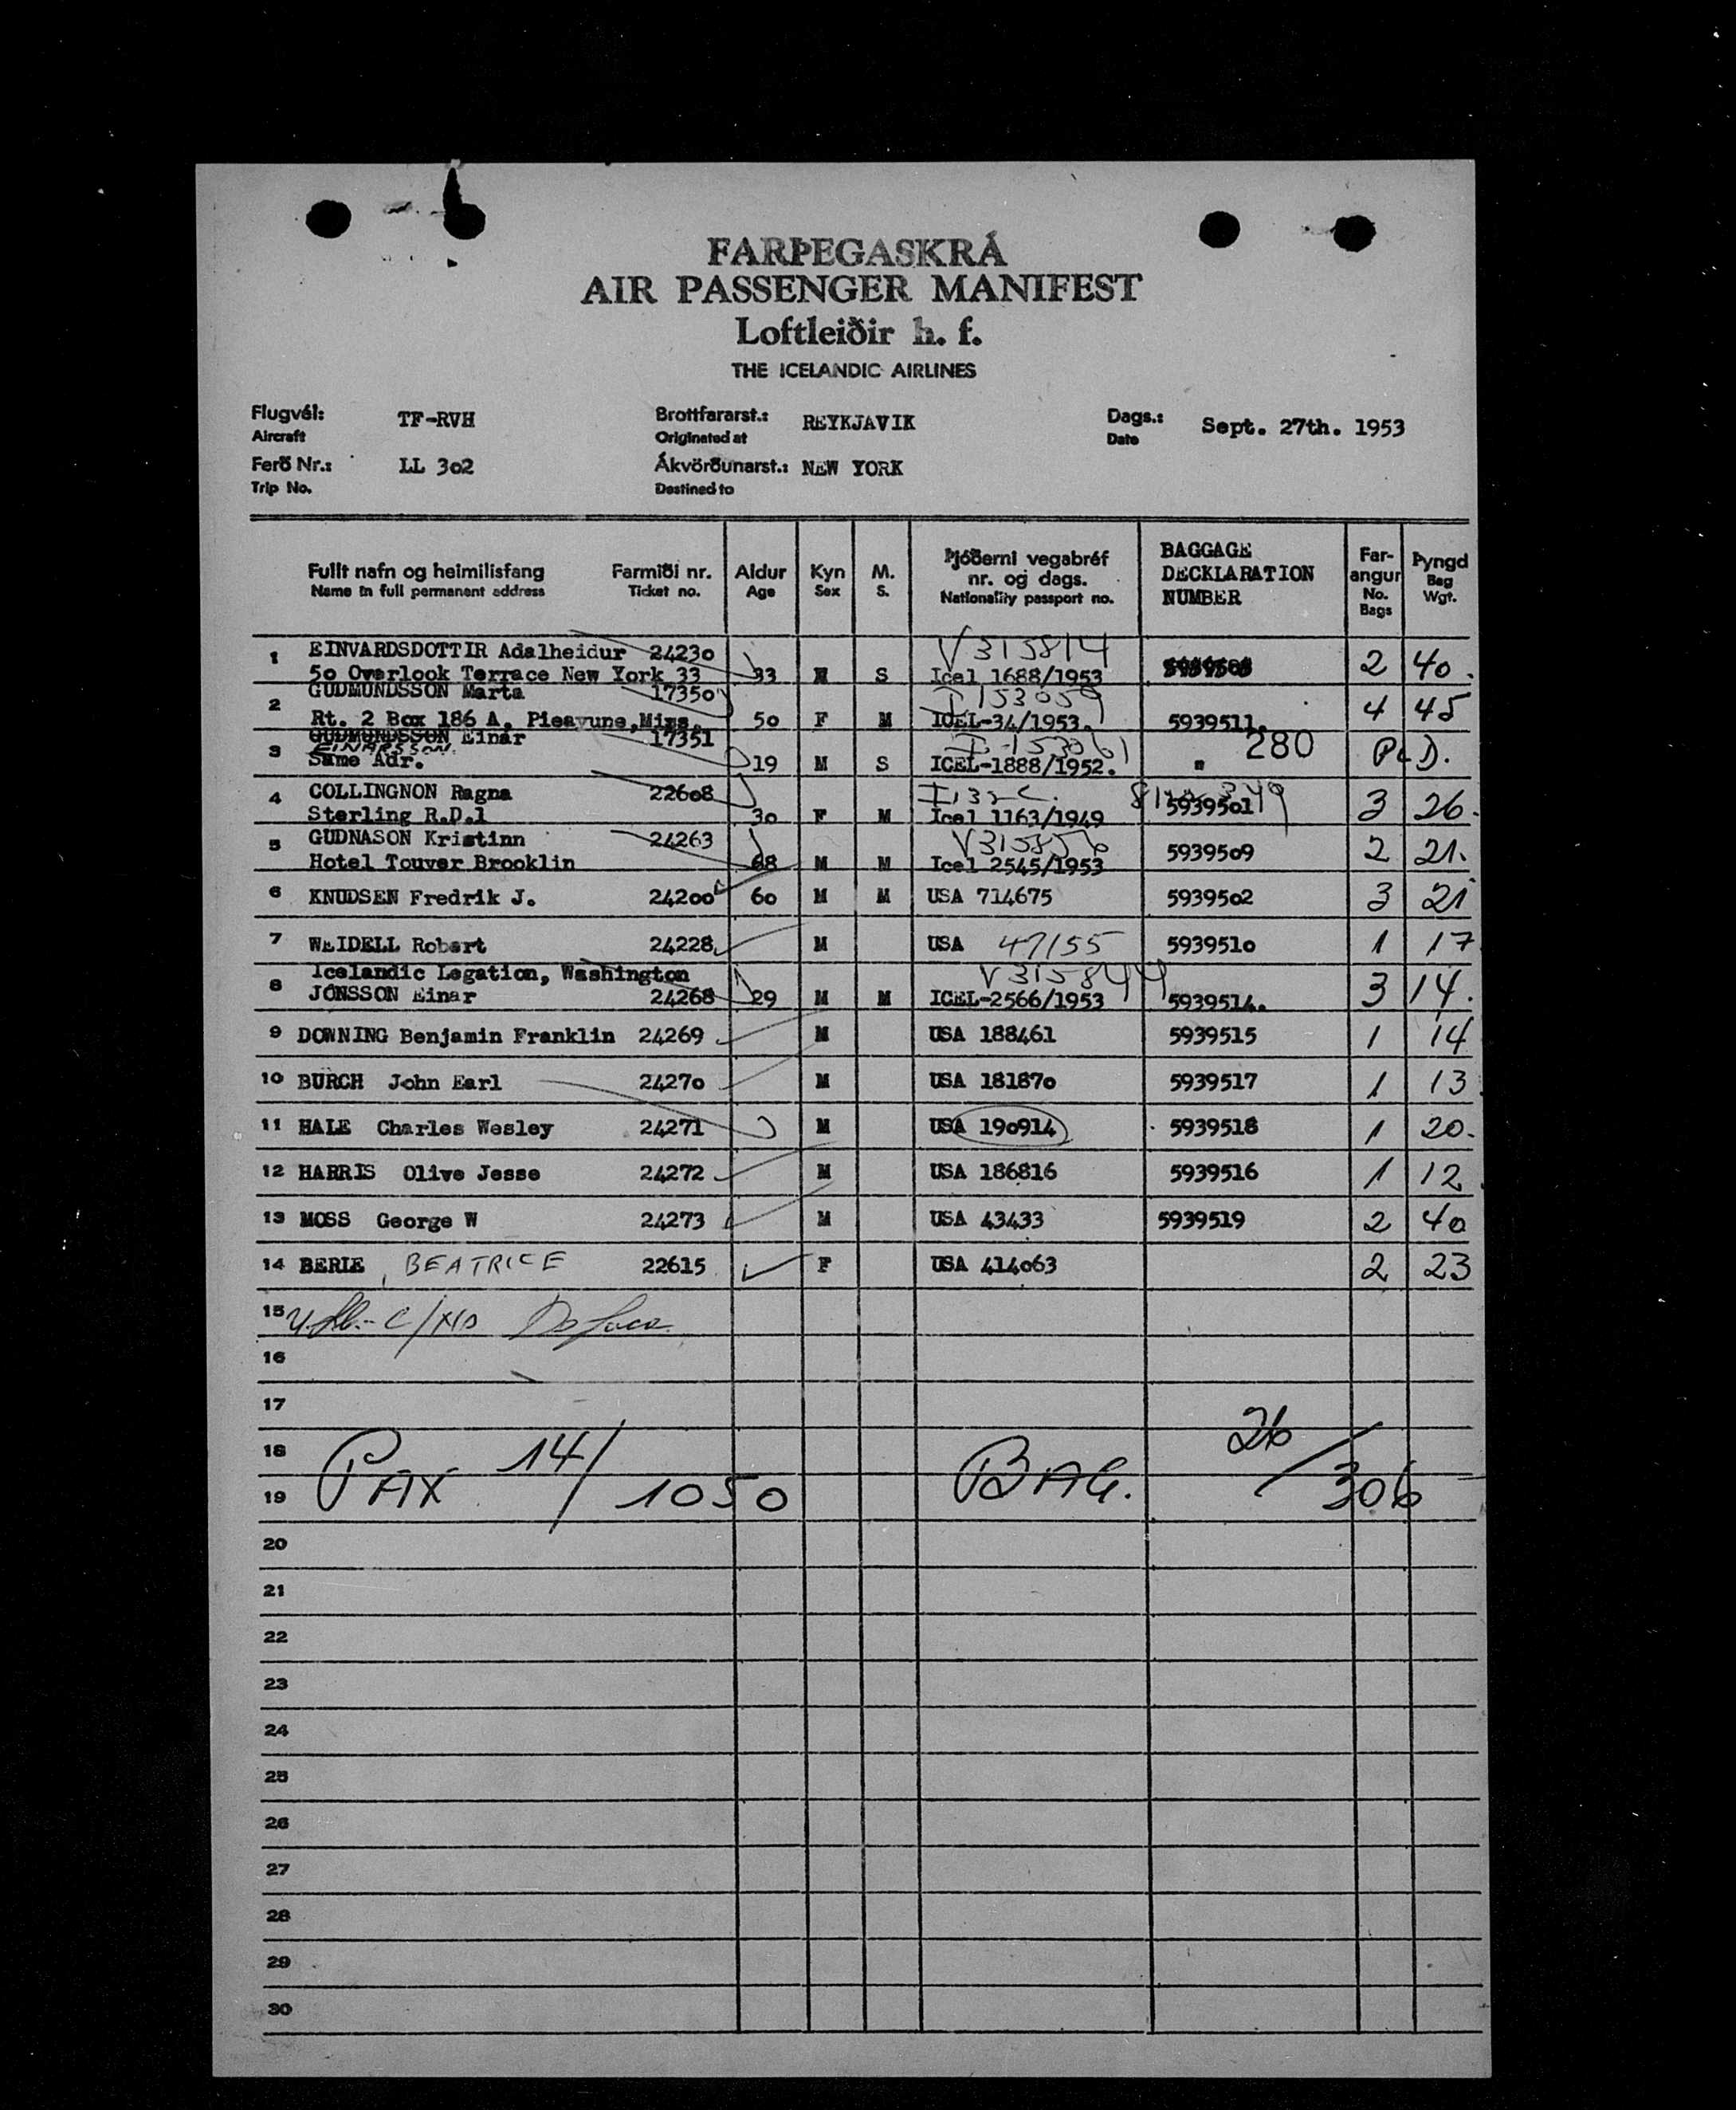 FARÞEGASKRÁ
AIR PASSENGER MANIFEST
Loftleiðir h. f.
THE ICELANDIC AIRLINES
Flugvél: TF-RVH Brottfararst.: REYKJAVIK Dags.: Sept. 27th. 1953
Aircraft Originated at Date
Ferð Nr.: LL 302 Ákvörðunarst.: NEW YORK
Trip No. Destined to
Fullt nafn og heimilisfang Farmiði nr. Aldur Kyn M. Þjóðerni vegabréf nr. og dags. BAGGAGE DECKLARATION NUMBER Far-angur Þyngd
Name in full permanent address Ticket no. Age Sex S. Nationality passport no. No. Bags Bag Wgt.
V315814
1 EINVARDSDOTTIR Adalheidur 24230
50 Overlook Terrace New York 33 33 S Icel 1688/1953 2 40.
2 GUDMUNDSSON Marta 17350 I153059
Rt. 2 Box 186 A, Picayune,Miss. 50 F M ICEL-34/1953. 5939511. 4 45
3 GUDMUNDSSON Einar 17351 I-153061 280
EINARSSON
Same Adr. 19 M S ICEL-1888/1952. " P D.
4 COLLINGNON Ragna 22608
Sterling R.D.1 30 F M Icel 1163/1949 5939501 3 26.
5 GUDNASON Kristinn 24263 V315856
Hotel Touver Brooklin 68 M M Icel 2545/1953 5939509 2 21.
6 KNUDSEN Fredrik J. 24200 60 M M USA 714675 5939502 3 21
7 WEIDELL Robert 24228 M USA 47155 5939510 1 17
8 Icelandic Legation, Washington V315844
JÓNSSON Einar 24268 29 M M ICEL-2566/1953 5939514. 3 14.
9 DOWNING Benjamin Franklin 24269 M USA 188461 5939515 1 14
10 BURCH John Earl 24270 M USA 181870 5939517 1 13
11 HALE Charles Wesley 24271 M USA 190914 5939518 1 20.
12 HARRIS Olive Jesse 24272 M USA 186816 5939516 1 12
13 MOSS George W 24273 M USA 43433 5939519 2 40
14 BERIE, BEATRICE 22615 F USA 414063 2 23
15
16
17
18 PAX 14/1050 BAG. 26/306
19
20
21
22
23
24
25
26
27
28
29
30